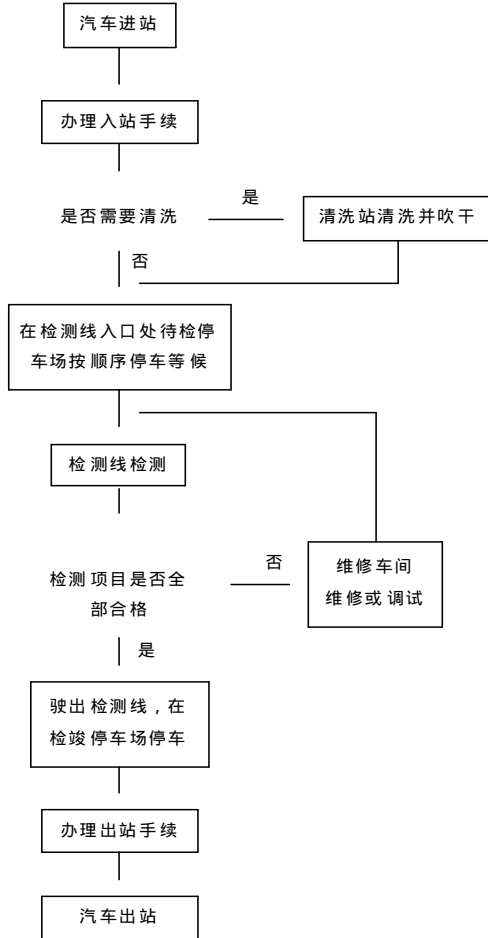 汽车进站
办理入站手续
是否需要清洗
是
清洗站清洗并吹干
否
在检测线入口处待检停
车场按顺序停车等候
检测线检测
检测项目是否全
部合格
否
维修车间
维修或调试
是
驶出检测线，在
检竣停车场停车
办理出站手续
汽车出站